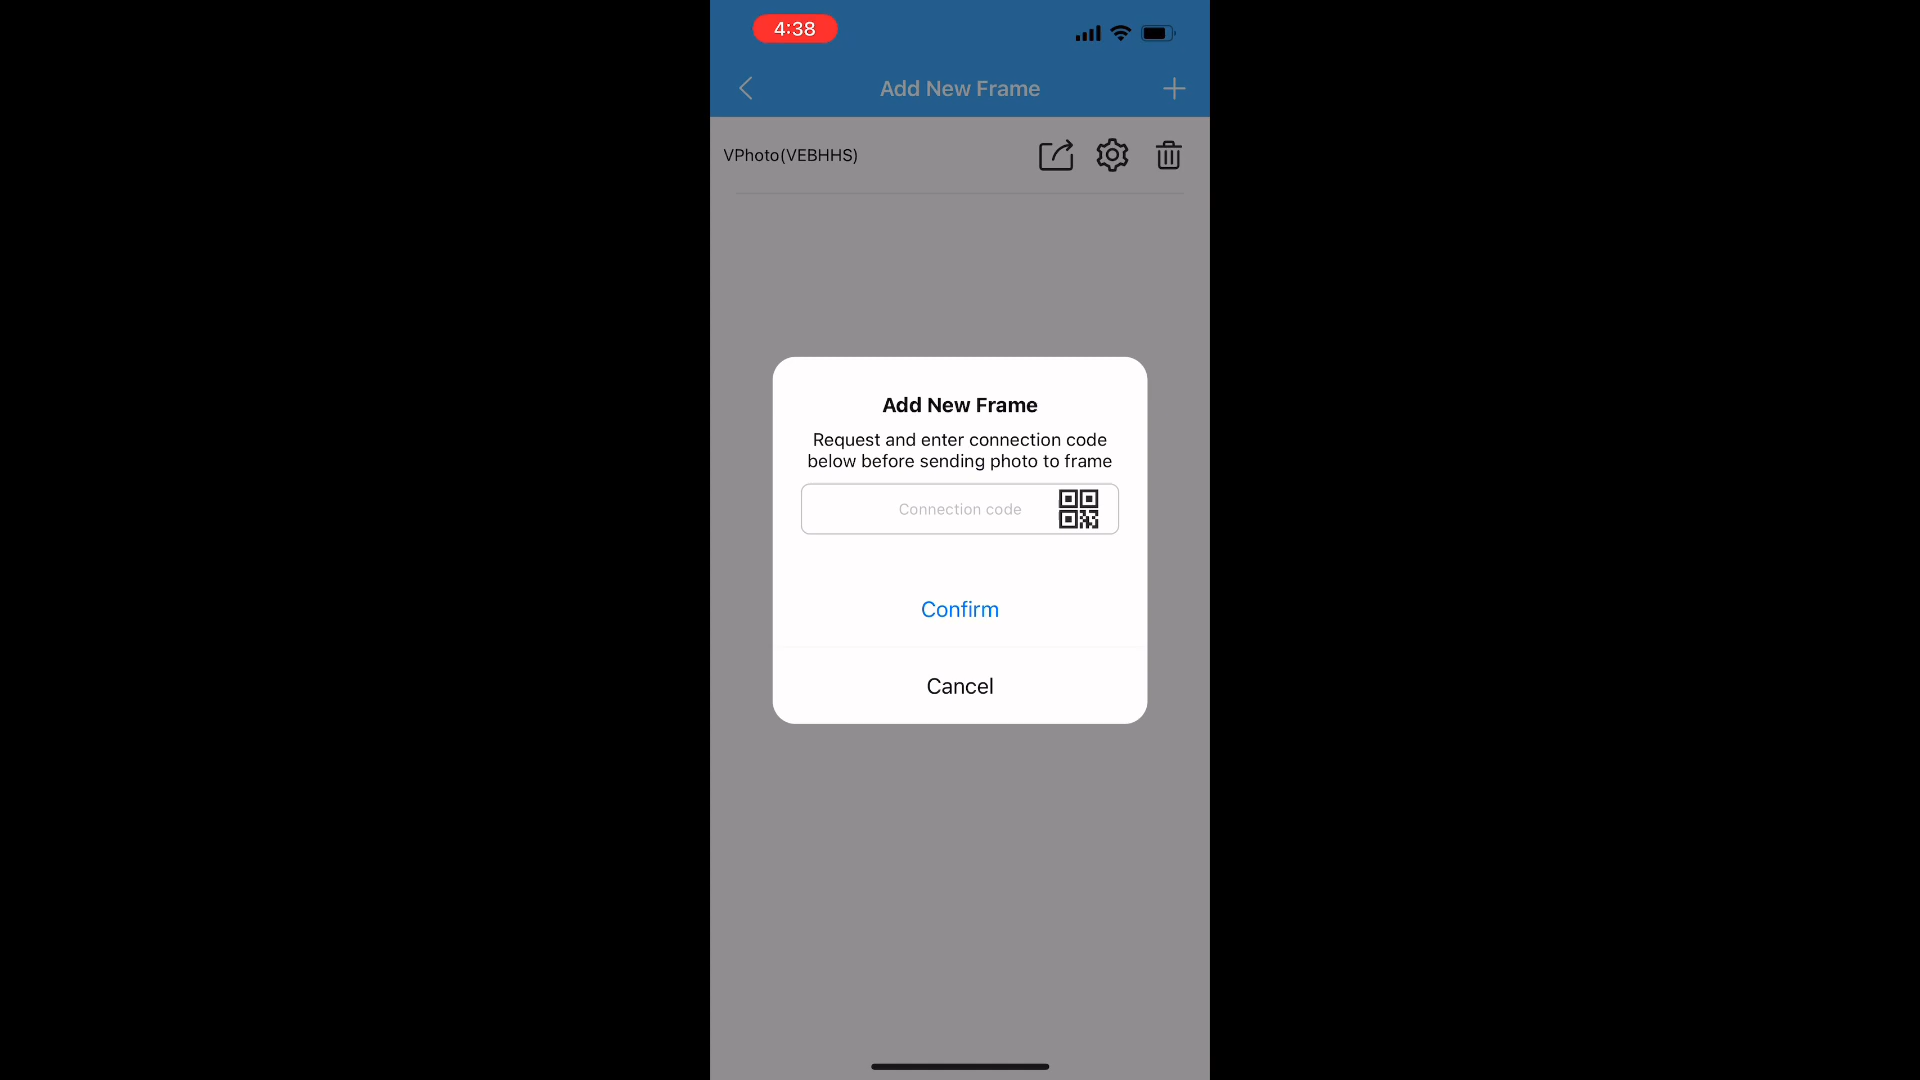 4:38
Add New Frame
VPhoto(VEBHHS)
Add New Frame
Request and enter connection code
below before sending photo to frame
Connection code
Confirm
Cancel